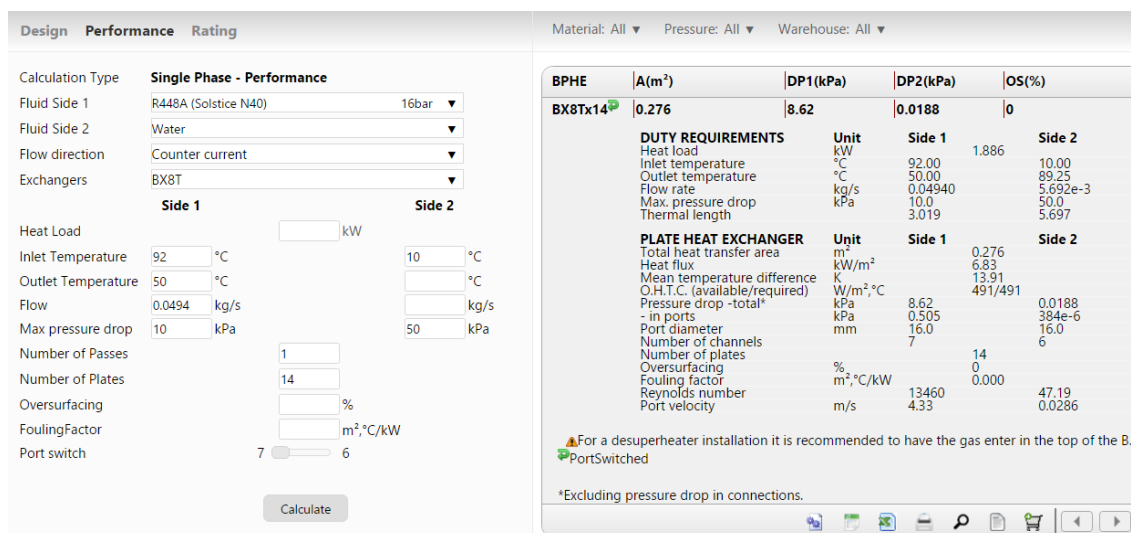 Design Performance Rating
Calculation Type Single Phase - Performance
Fluid Side 1 R448A (Solstice N40) 16bar ▼
Fluid Side 2 Water ▼
Flow direction Counter current ▼
Exchangers BX8T ▼
Side 1 Side 2
Heat Load kW
Inlet Temperature 92 °C 10 °C
Outlet Temperature 50 °C °C
Flow 0.0494 kg/s kg/s
Max pressure drop 10 kPa 50 kPa
Number of Passes 1
Number of Plates 14
Oversurfacing %
FoulingFactor m²,°C/kW
Port switch 7 6
Calculate
Material: All ▼ Pressure: All ▼ Warehouse: All ▼
BPHE A(m²) DP1(kPa) DP2(kPa) OS(%)
BX8Tx14 0.276 8.62 0.0188 0
DUTY REQUIREMENTS Unit Side 1 Side 2
Heat load kW 1.886
Inlet temperature °C 92.00 10.00
Outlet temperature °C 50.00 89.25
Flow rate kg/s 0.04940 5.692e-3
Max. pressure drop kPa 10.0 50.0
Thermal length 3.019 5.697
PLATE HEAT EXCHANGER Unit Side 1 Side 2
Total heat transfer area m² 0.276
Heat flux kW/m² 6.83
Mean temperature difference K 13.91
O.H.T.C. (available/required) W/m²,°C 491/491
Pressure drop -total* kPa 8.62 0.0188
- in ports kPa 0.505 384e-6
Port diameter mm 16.0 16.0
Number of channels 7 6
Number of plates 14
Oversurfacing % 0
Fouling factor m²,°C/kW 0.000
Reynolds number 13460 47.19
Port velocity m/s 4.33 0.0286
For a desuperheater installation it is recommended to have the gas enter in the top of the B.
PortSwitched
*Excluding pressure drop in connections.